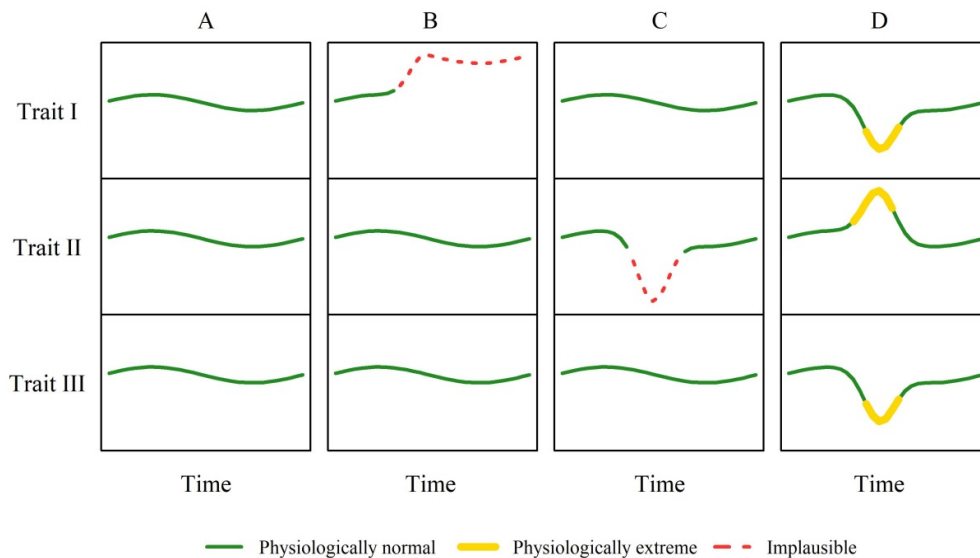 A B C D
Trait I
Trait II
Trait III
Time Time Time Time
Physiologically normal Physiologically extreme Implausible